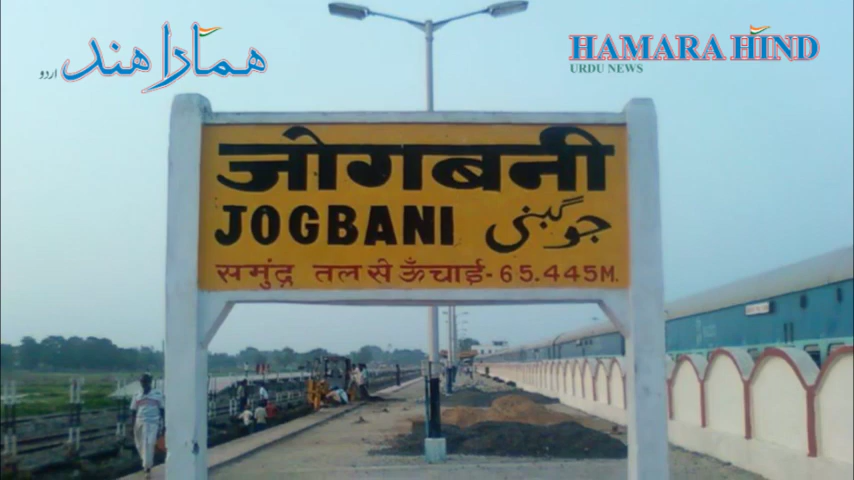 ہمارا ہند
اردو
HAMARA HIND
URDU NEWS
जोगबनी
JOGBANI جوگبنی
समुंद्र तल से ऊँचाई - 65.445M.